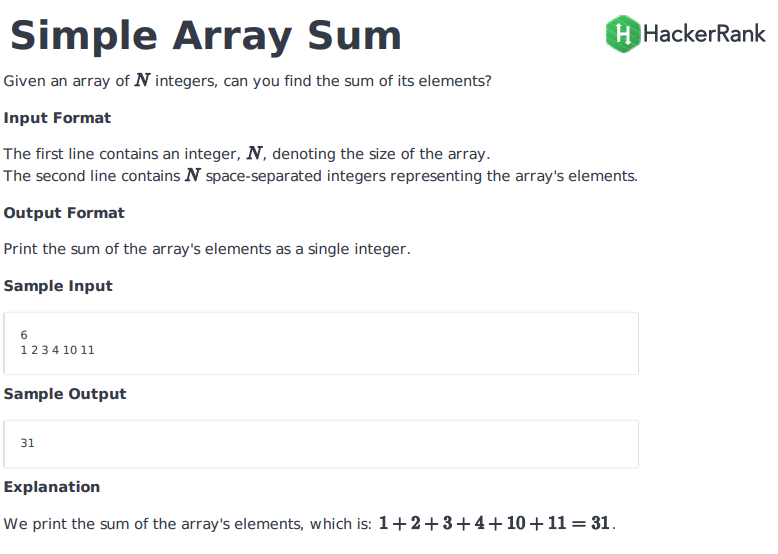 Simple Array Sum
HackerRank
Given an array of N integers, can you find the sum of its elements?
Input Format
The first line contains an integer, N, denoting the size of the array.
The second line contains N space-separated integers representing the array's elements.
Output Format
Print the sum of the array's elements as a single integer.
Sample Input
6
1 2 3 4 10 11
Sample Output
31
Explanation
We print the sum of the array's elements, which is: 1 + 2 + 3 + 4 + 10 + 11 = 31.